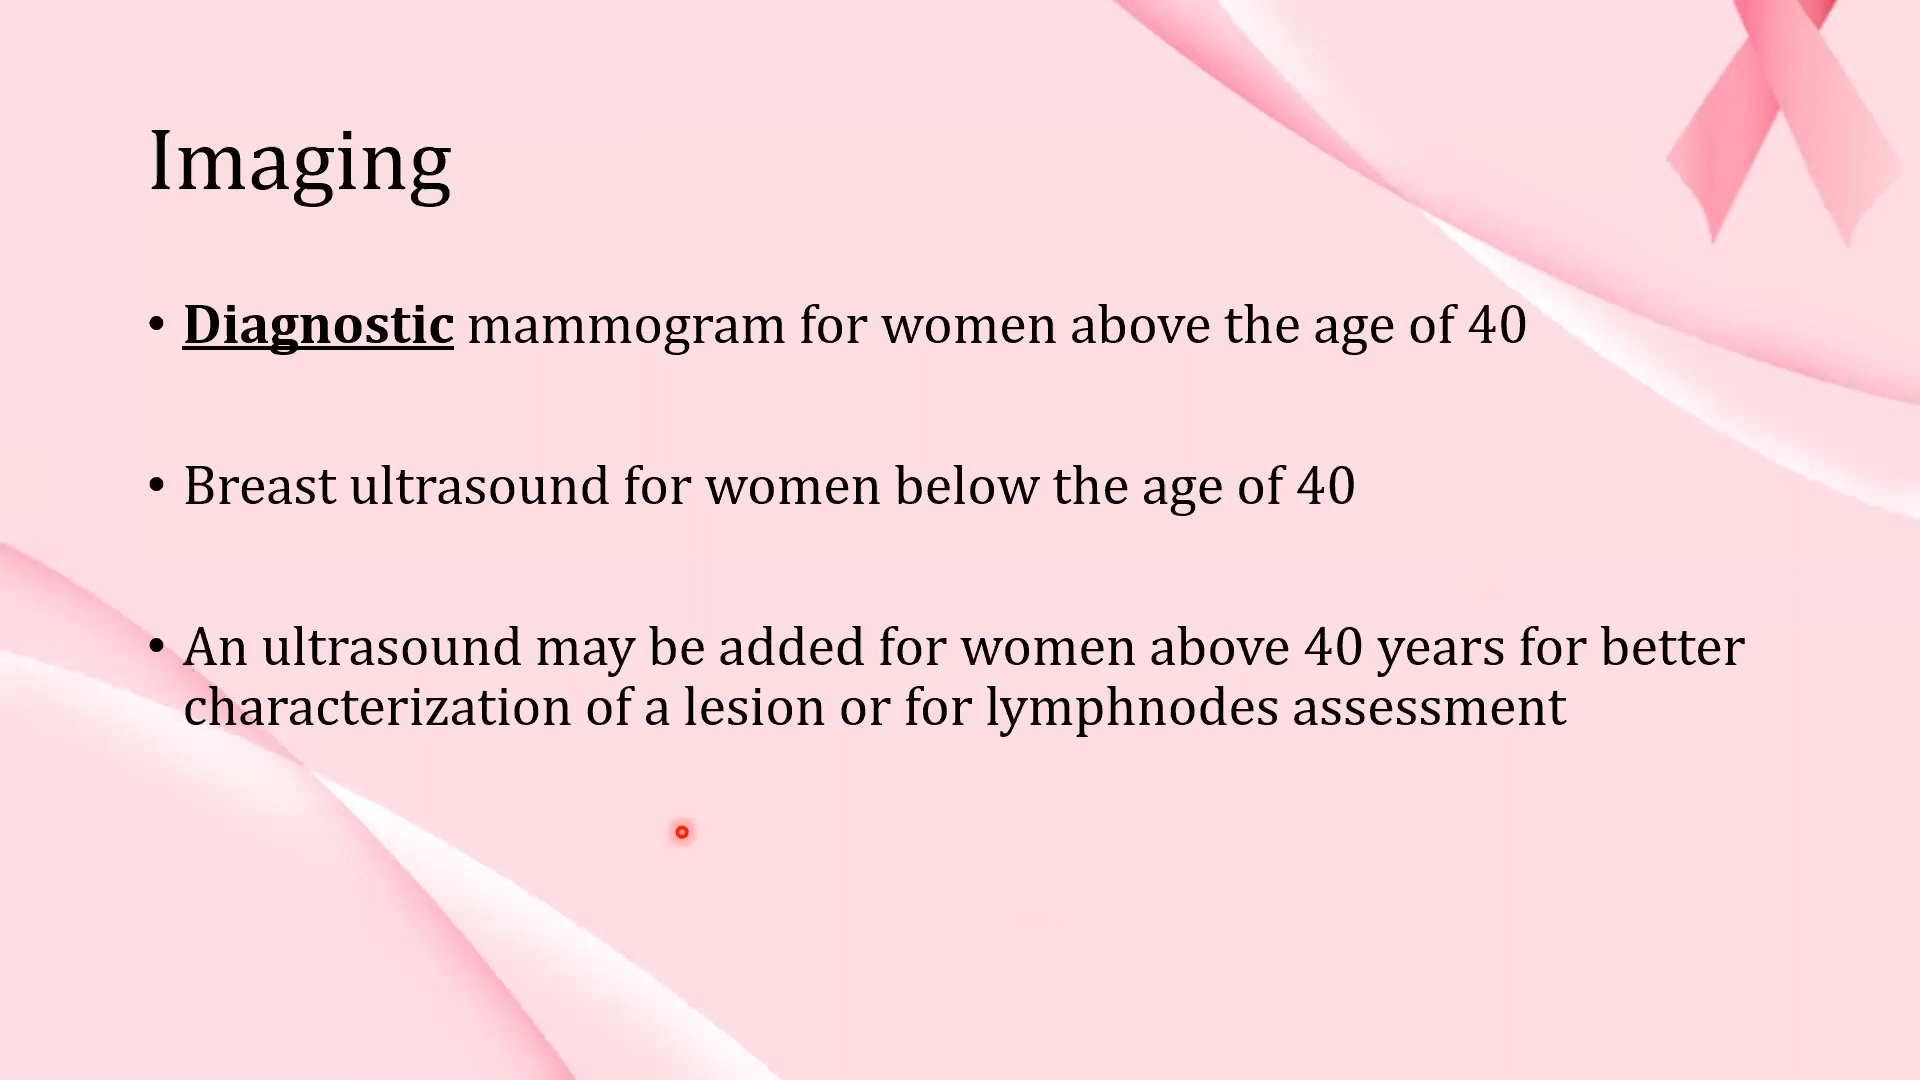 Imaging
• Diagnostic mammogram for women above the age of 40
• Breast ultrasound for women below the age of 40
• An ultrasound may be added for women above 40 years for better
characterization of a lesion or for lymphnodes assessment